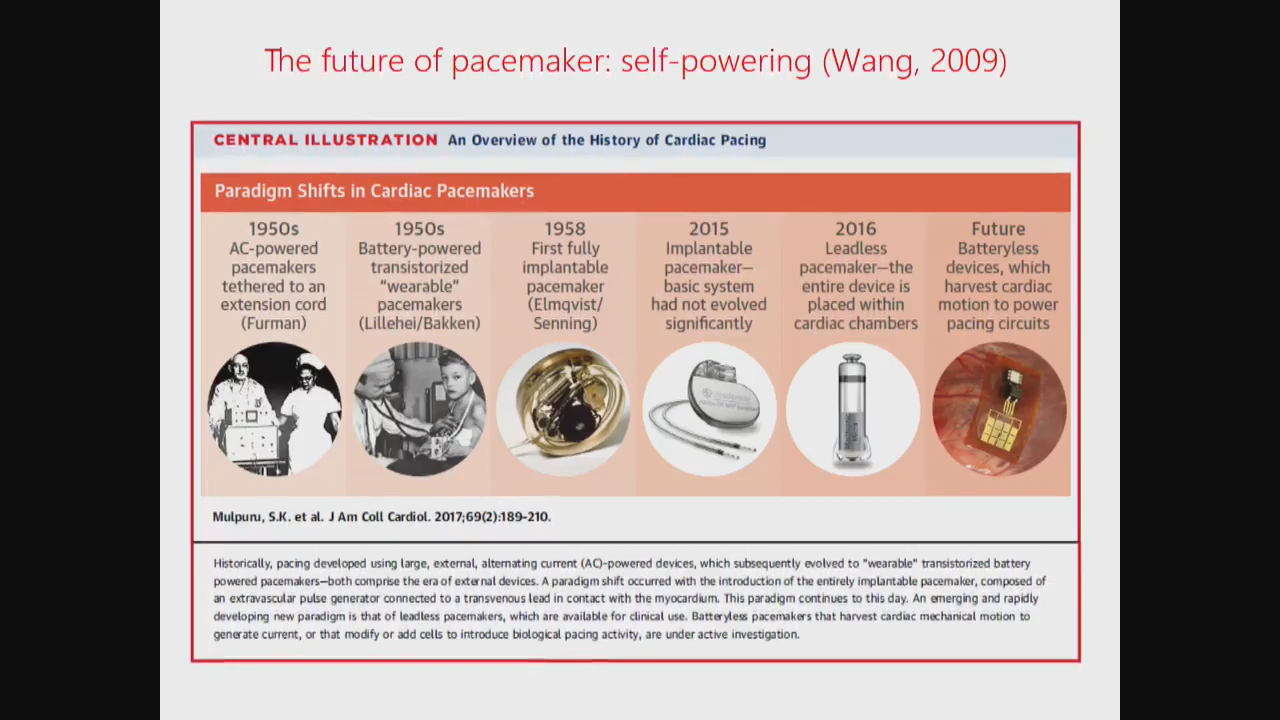 The future of pacemaker: self-powering (Wang, 2009)
CENTRAL ILLUSTRATION An Overview of the History of Cardiac Pacing
Paradigm Shifts in Cardiac Pacemakers
1950s
AC-powered
pacemakers
tethered to an
extension cord
(Furman)
1950s
Battery-powered
transistorized
"wearable"
pacemakers
(Lillehei/Bakken)
1958
First fully
implantable
pacemaker
(Elmqvist/
Senning)
2015
Implantable
pacemaker—
basic system
had not evolved
significantly
2016
Leadless
pacemaker—the
entire device is
placed within
cardiac chambers
Future
Batteryless
devices, which
harvest cardiac
motion to power
pacing circuits
Mulpuru, S.K. et al. J Am Coll Cardiol. 2017;69(2):189-210.
Historically, pacing developed using large, external, alternating current (AC)-powered devices, which subsequently evolved to "wearable" transistorized battery
powered pacemakers—both comprise the era of external devices. A paradigm shift occurred with the introduction of the entirely implantable pacemaker, composed of
an extravascular pulse generator connected to a transvenous lead in contact with the myocardium. This paradigm continues to this day. An emerging and rapidly
developing new paradigm is that of leadless pacemakers, which are available for clinical use. Batteryless pacemakers that harvest cardiac mechanical motion to
generate current, or that modify or add cells to introduce biological pacing activity, are under active investigation.